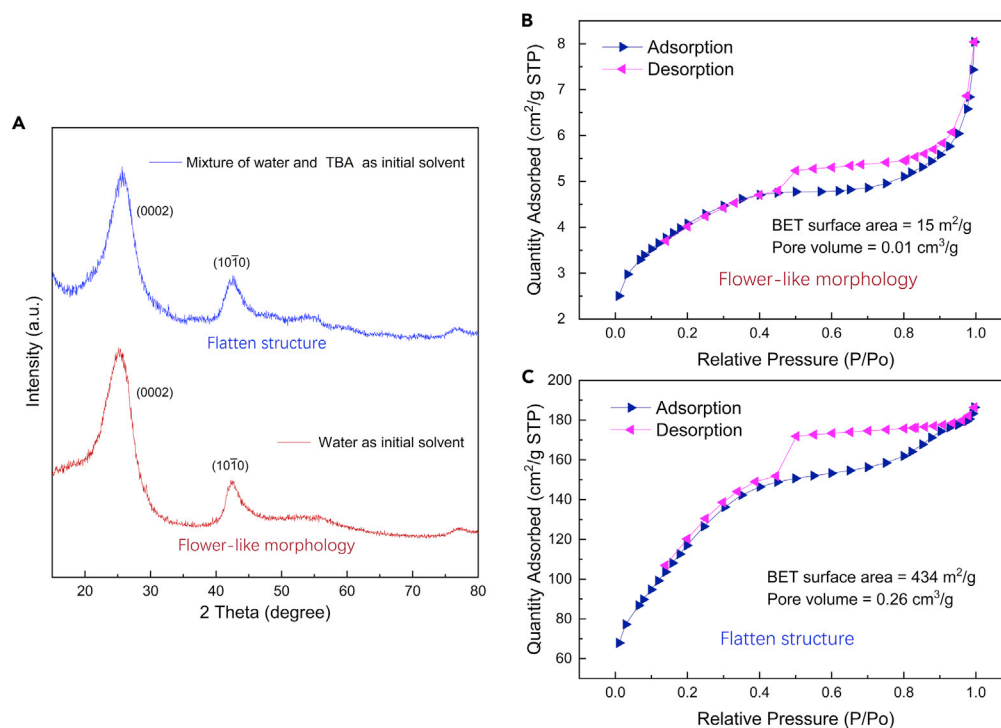 A
Intensity (a.u.)
Mixture of water and TBA as initial solvent
(0002)
(101̅0)
Flatten structure
(0002)
Water as initial solvent
(101̅0)
Flower-like morphology
20 30 40 50 60 70 80
2 Theta (degree)
B
Quantity Adsorbed (cm²/g STP)
8
7
6
5
4
3
2
Adsorption
Desorption
BET surface area = 15 m²/g
Pore volume = 0.01 cm³/g
Flower-like morphology
0.0 0.2 0.4 0.6 0.8 1.0
Relative Pressure (P/Po)
C
Quantity Adsorbed (cm²/g STP)
200
180
160
140
120
100
80
60
Adsorption
Desorption
BET surface area = 434 m²/g
Pore volume = 0.26 cm³/g
Flatten structure
0.0 0.2 0.4 0.6 0.8 1.0
Relative Pressure (P/Po)